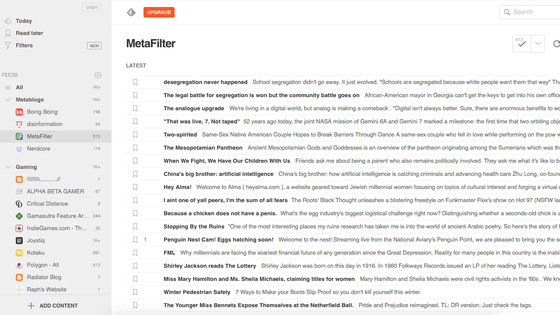 Login
Today
Read later
Filters
NEW
FEEDS
All
1K+
Metablogs
1K+
Boing Boing
1K+
disinformation
MetaFilter
613
Nerdcore
114
Gaming
1K+
ALPHA BETA GAMER
Critical Distance
Gamasutra Feature Ar...
244
IndieGames.com - Th...
Joystiq
1K+
Kotaku
Polygon - All
Radiator Blog
Raph's Website
+ ADD CONTENT
UPGRADE
Search
MetaFilter
LATEST
desegregation never happened School segregation didn't go away. It just evolved. "Schools are segregated because white people want them that way" Th
The legal battle for segregation is won but the community battle goes on African-American mayor in Georgia can't get the keys to get into his own offic
The analogue upgrade We're living in a digital world, but analog is making a comeback. "Digital isn't always better. Sure, there are enormous benefits to
"That was live, 7. Not taped" 52 years ago today, the joint NASA mission of Gemini 6A and Gemini 7 marked a milestone: the first time that two orbiting obje
Two-spirited Same-Sex Native American Couple Hopes to Break Barriers Through Dance A same-sex couple who fell in love while performing on the pow
The Mesopotamian Pantheon Ancient Mesopotamian Gods and Goddesses is an overview of the pantheon originating among the Sumerians which was th
When We Fight, We Have Our Children With Us Friends ask me about being a parent who also remains politically involved. They ask me what it's like to b
China's big brother: artificial intelligence China's big brother: how artificial intelligence is catching criminals and advancing health care Zhu Long, co-foun
Hey Alma! Welcome to Alma ( heyalma.com ), a website geared toward Jewish millennial women focusing on topics of cultural interest and forging a virtual
I aint one of yall peers, I'm the sum of all fears The Roots' Black Thought unleashes a blistering freestyle on Funkmaster Flex's show on Hot 97 (NSFW la
Because a chicken does not have a penis. What's the egg industry's biggest logistical challenge right now? Distinguishing whether a seconds-old chick is
Stoned By the Ruins "One of the most interesting places my ruins research has taken me is into the world of ancient Arabic poetry. So here's the story of
! Penguin Nest Cam! Eggs hatching soon! Welcome to the nest! Streaming live from the National Aviary's Penguin Point, we are pleased to bring you the se
FML Why millennials are facing the scariest financial future of any generation since the Great Depression. Reality for many people in this country is the inabi
Shirley Jackson reads The Lottery Shirley Jackson was born on this day in 1916. In 1960 Folkways Records issued an LP of her reading The Lottery. Listen
Miss Mary Hamilton and Ms. Sheila Michaels, claiming titles for women Mary Hamilton and Sheila Michaels were civil rights activists in the '60s. We kn
Winter Pedestrian Safety 7 Ways to Make your Boots Slip Proof so you don't kill yourself this winter.
The Younger Miss Bennets Expose Themselves at the Netherfield Ball. Pride and Prejudice reimagined. TL: DR version: Just check the tags.